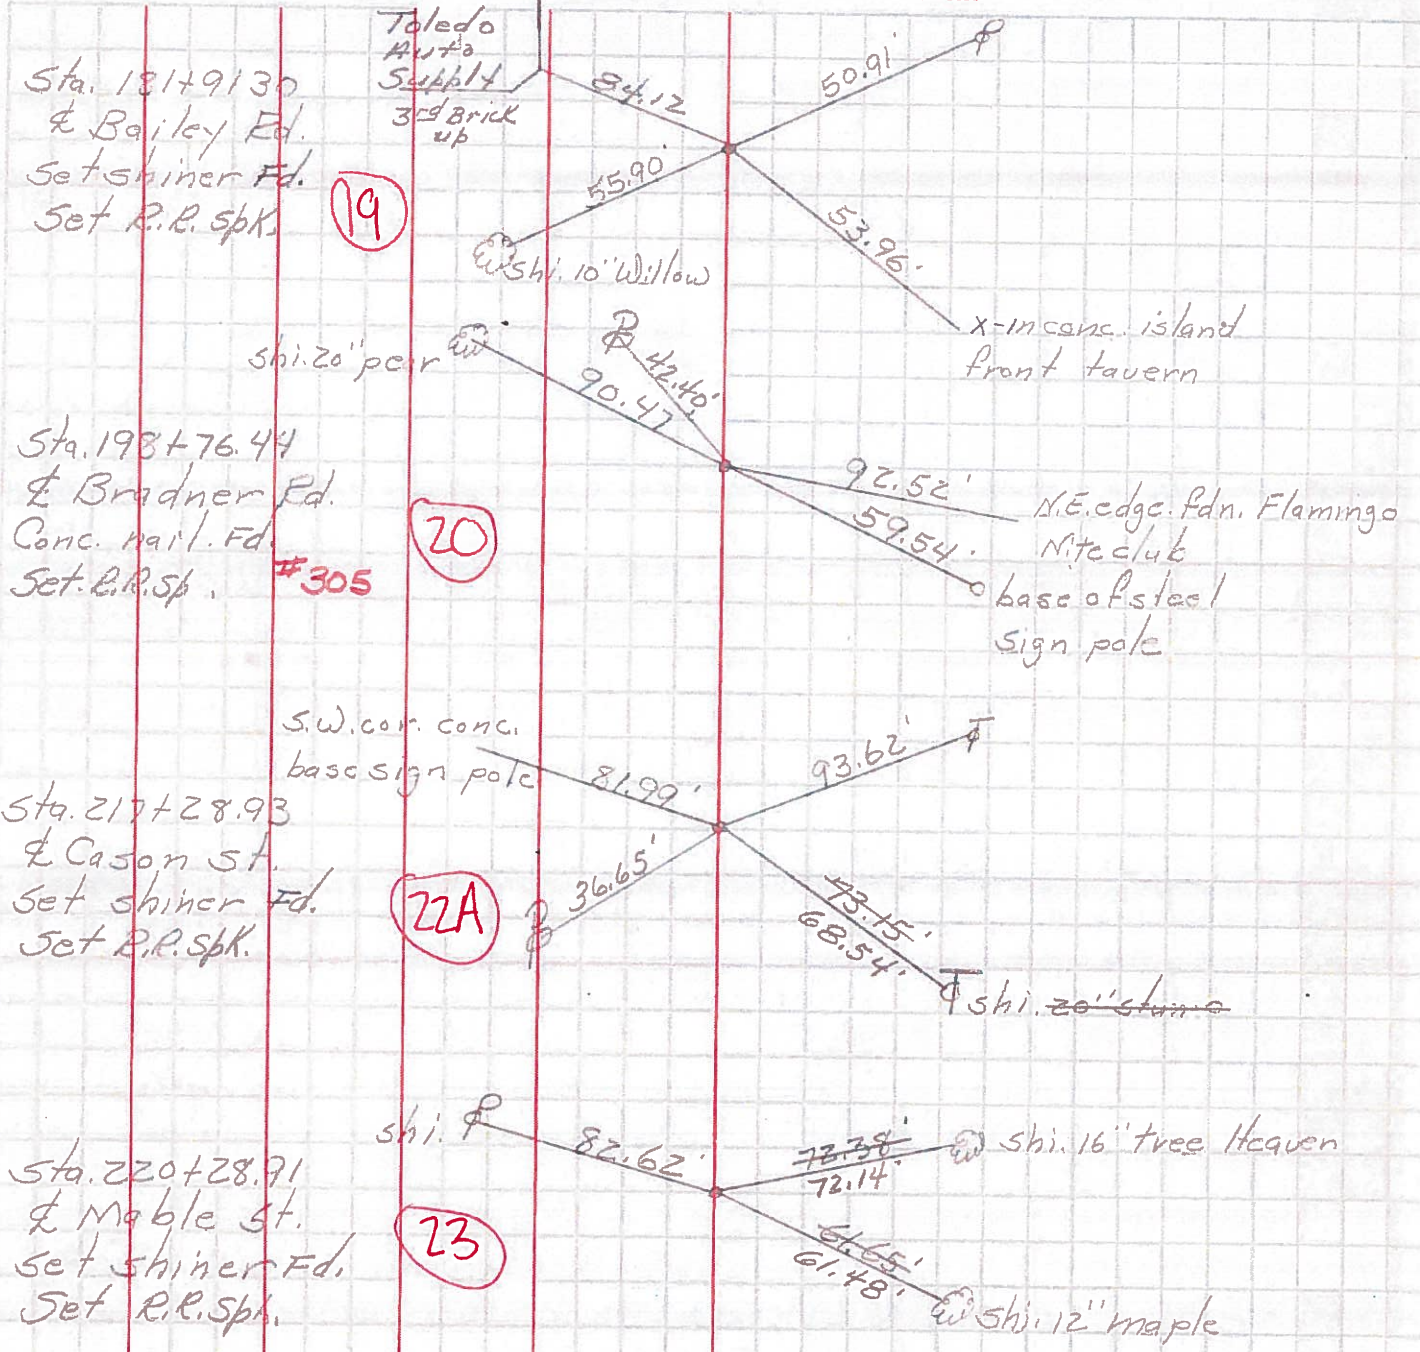 Toledo
Auto
Supply
3rd Brick
up
84.12
50.91'
Sta. 181+91.30
℄ Bailey Rd.
Set shiner Fd.
Set R.R. Spk.
19
55.90'
53.96'
shi. 10" Willow
x-in conc. island
front tavern
shi. 20" pear
42.40'
90.47'
Sta. 198+76.44
℄ Bradner Rd.
Conc. nail. Fd.
Set. R.R. Sp.
#305
20
92.52'
N.E. edge. fdn. Flamingo
Nite club
59.54'
base of steel
sign pole
S.W. cor. conc.
base sign pole
81.99'
93.62'
Sta. 217+28.93
℄ Cason St.
Set shiner Fd.
Set R.R. Spk.
22A
36.65'
73.15'
68.54'
shi. 20" stump
shi.
82.62'
72.38'
72.14'
shi. 16" tree Heaven
Sta. 220+28.91
℄ Mable St.
Set shiner Fd.
Set R.R. Spk.
23
61.65'
61.48'
shi. 12" maple